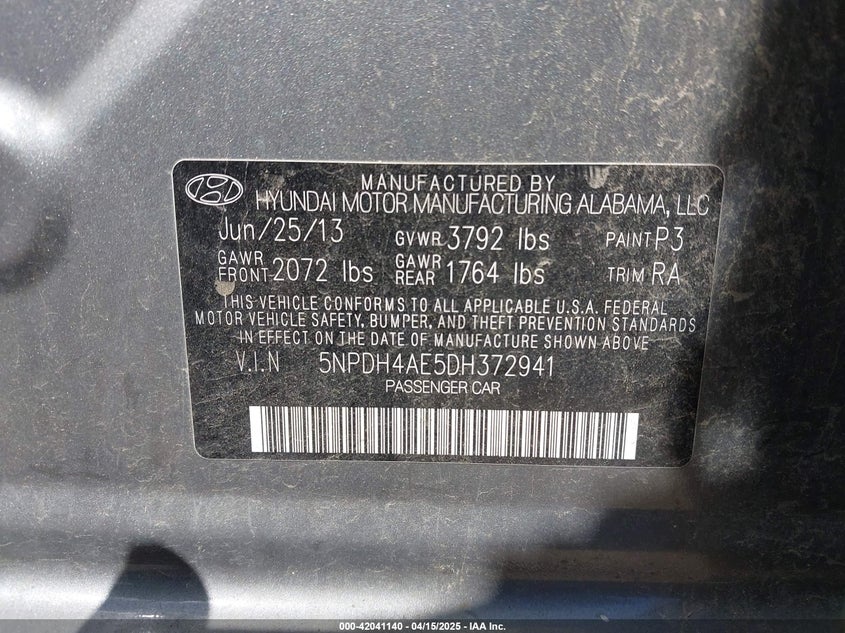 MANUFACTURED BY
HYUNDAI MOTOR MANUFACTURING ALABAMA, LLC
Jun/25/13 GVWR 3792 lbs PAINT P3
GAWR FRONT 2072 lbs GAWR REAR 1764 lbs TRIM RA
THIS VEHICLE CONFORMS TO ALL APPLICABLE U.S.A. FEDERAL
MOTOR VEHICLE SAFETY, BUMPER, AND THEFT PREVENTION STANDARDS
IN EFFECT ON THE DATE OF MANUFACTURE SHOWN ABOVE
V.I.N 5NPDH4AE5DH372941
PASSENGER CAR
000-42041140 - 04/15/2025 - IAA Inc.